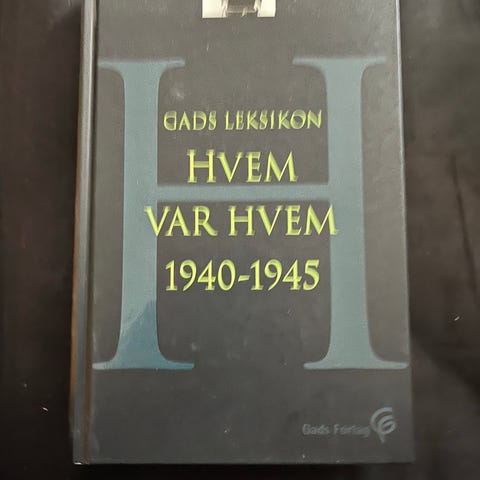 GADS LEKSIKON
HVEM
VAR HVEM
1940-1945
Gads Forlag